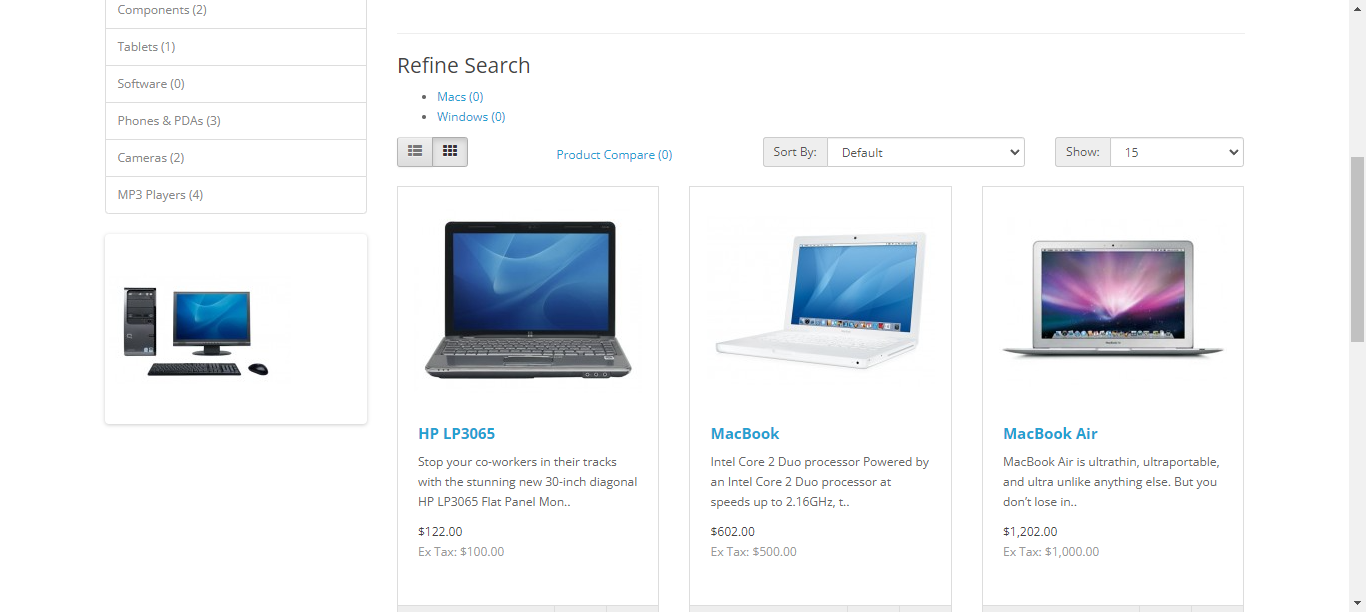 Components (2)
Tablets (1)
Software (0)
Phones & PDAs (3)
Cameras (2)
MP3 Players (4)
Refine Search
Macs (0)
Windows (0)
Product Compare (0)
Sort By:
Default
Show:
15
HP LP3065
Stop your co-workers in their tracks
with the stunning new 30-inch diagonal
HP LP3065 Flat Panel Mon..
$122.00
Ex Tax: $100.00
MacBook
Intel Core 2 Duo processor Powered by
an Intel Core 2 Duo processor at
speeds up to 2.16GHz, t..
$602.00
Ex Tax: $500.00
MacBook Air
MacBook Air is ultrathin, ultraportable,
and ultra unlike anything else. But you
don’t lose in..
$1,202.00
Ex Tax: $1,000.00